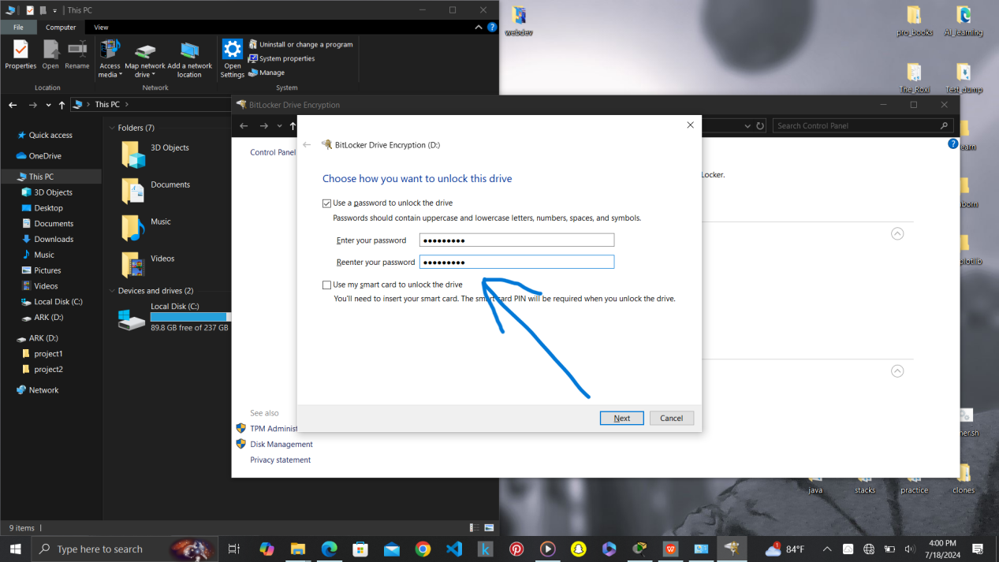 This PC
File
Computer
View
Properties
Open
Rename
Access media
Map network drive
Add a network location
Open Settings
Uninstall or change a program
System properties
Manage
Location
Network
System
This PC
BitLocker Drive Encryption
Search Control Panel
Quick access
OneDrive
This PC
3D Objects
Desktop
Documents
Downloads
Music
Pictures
Videos
Local Disk (C:)
ARK (D:)
ARK (D:)
project1
project2
Network
Folders (7)
3D Objects
Documents
Music
Videos
Devices and drives (2)
Local Disk (C:)
89.8 GB free of 237 GB
Control Panel
Locker.
BitLocker Drive Encryption (D:)
Choose how you want to unlock this drive
Use a password to unlock the drive
Passwords should contain uppercase and lowercase letters, numbers, spaces, and symbols.
Enter your password
●●●●●●●●●
Reenter your password
●●●●●●●●●
Use my smart card to unlock the drive
You'll need to insert your smart card. The smart card PIN will be required when you unlock the drive.
Next
Cancel
See also
TPM Administ
Disk Management
Privacy statement
webdev
pro_books
AI_learning
The_Roxi
Test_dump
java
stacks
practice
clones
9 items
Type here to search
1
84°F
4:00 PM
7/18/2024